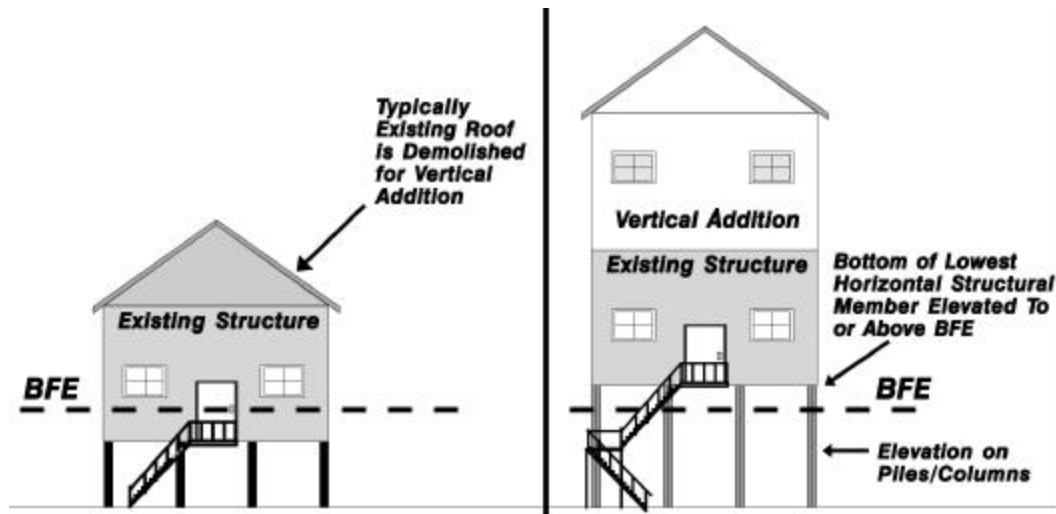 Typically
Existing Roof
is Demolished
for Vertical
Addition
Existing Structure
BFE
Vertical Addition
Existing Structure
Bottom of Lowest
Horizontal Structural
Member Elevated To
or Above BFE
BFE
Elevation on
Piles/Columns